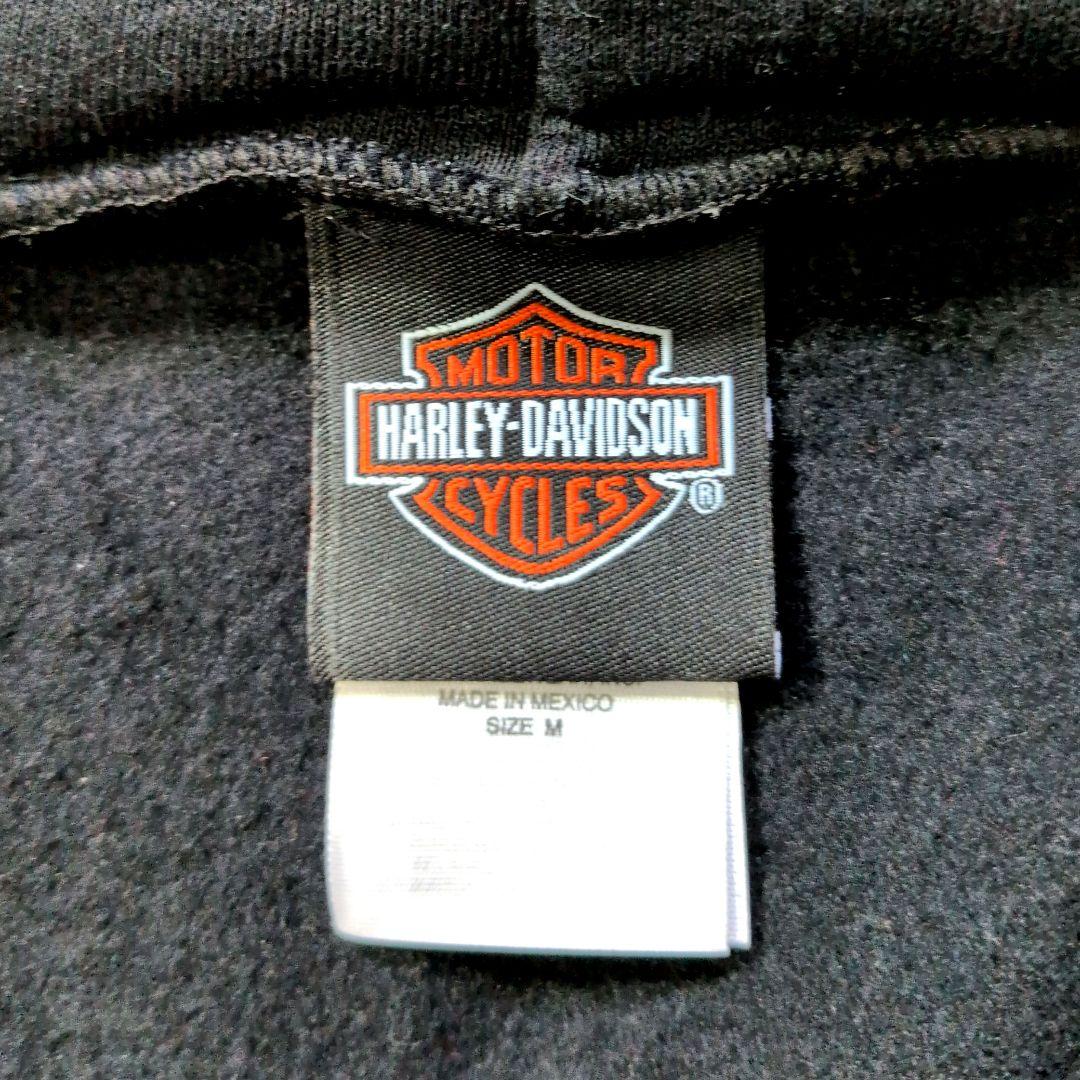 MOTOR
HARLEY-DAVIDSON
CYCLES
®
MADE IN MEXICO
SIZE M